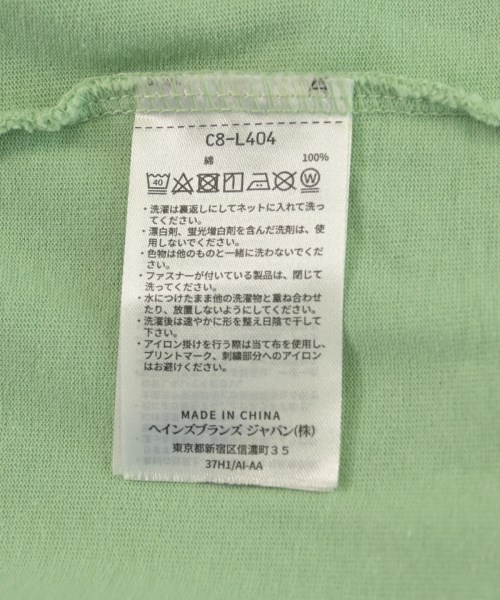 C8-L404
綿 100%
40 W
・洗濯は裏返しにしてネットに入れて洗っ
てください。
・漂白剤、蛍光増白剤を含んだ洗剤は、使
用しないでください。
・色物は他のものと一緒に洗わないでくだ
さい。
・ファスナーが付いている製品は、閉じて
洗ってください。
・水につけたまま他の洗濯物と重ね合わせ
たり、放置しないようにしてください。
・洗濯後は速やかに形を整え日陰で干して
下さい。
・アイロン掛けを行う際は当て布を使用し、
プリントマーク、刺繍部分へのアイロン
はお避けください。
MADE IN CHINA
ヘインズブランズ ジャパン(株)
東京都新宿区信濃町35
37H1/AI-AA